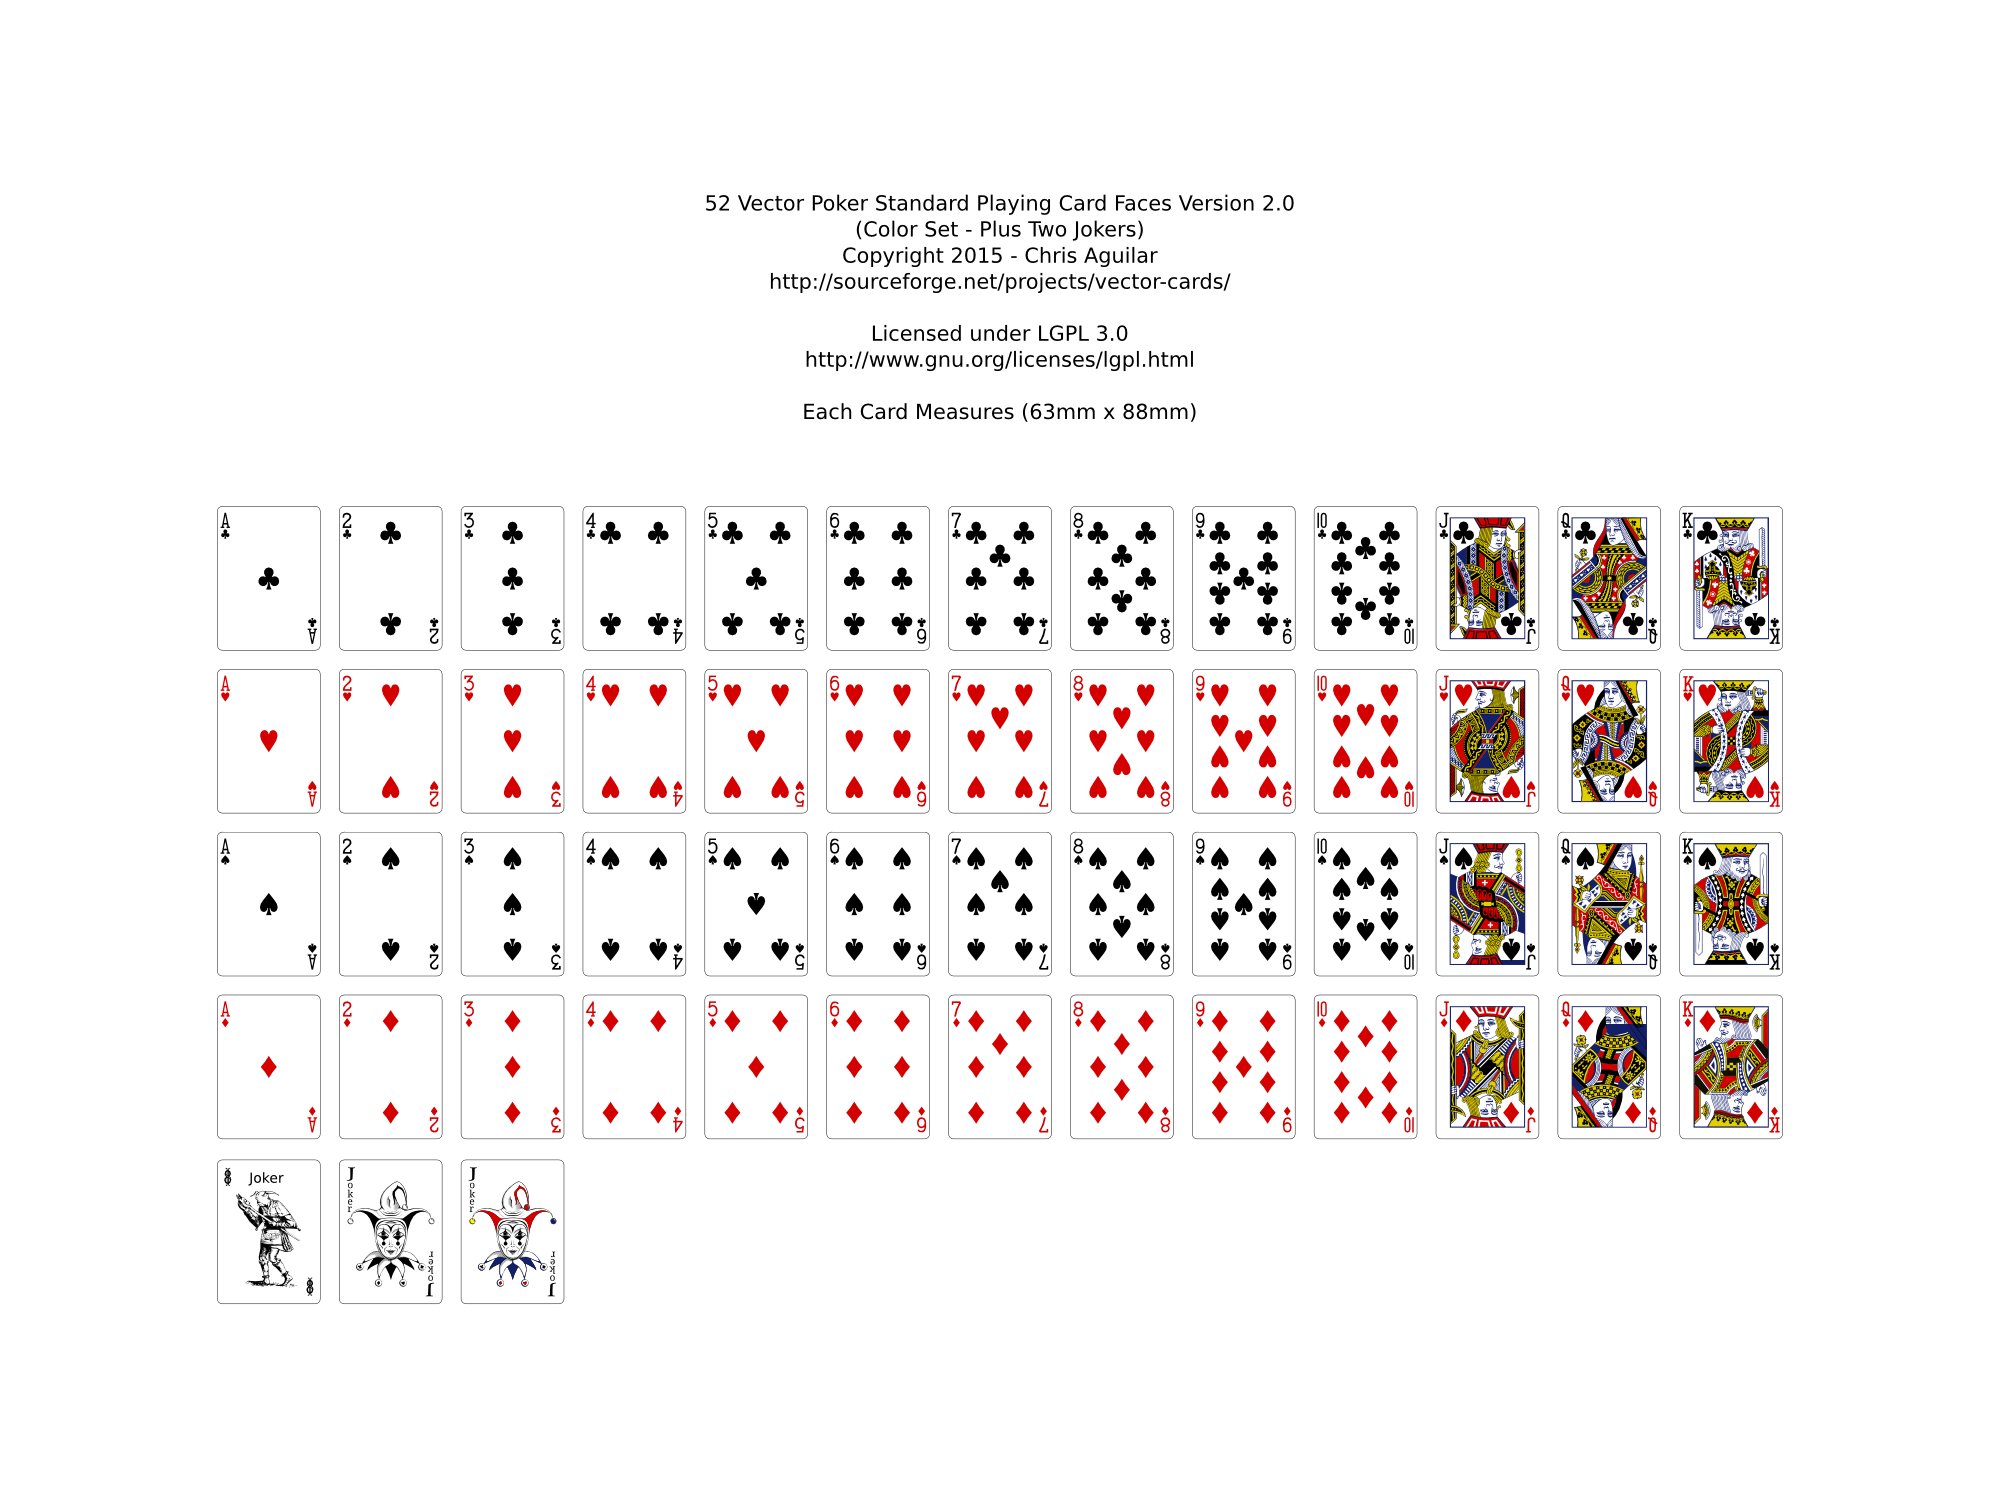 52 Vector Poker Standard Playing Card Faces Version 2.0
(Color Set - Plus Two Jokers)
Copyright 2015 - Chris Aguilar
http://sourceforge.net/projects/vector-cards/
Licensed under LGPL 3.0
http://www.gnu.org/licenses/lgpl.html
Each Card Measures (63mm x 88mm)
A 2 3 4 5 6 7 8 9 10 J Q K
A 2 3 4 5 6 7 8 9 10 J Q K
A 2 3 4 5 6 7 8 9 10 J Q K
A 2 3 4 5 6 7 8 9 10 J Q K
A 2 3 4 5 6 7 8 9 10 J Q K
A 2 3 4 5 6 7 8 9 10 J Q K
A 2 3 4 5 6 7 8 9 10 J Q K
A 2 3 4 5 6 7 8 9 10 J Q K
Joker Joker Joker
Joker Joker